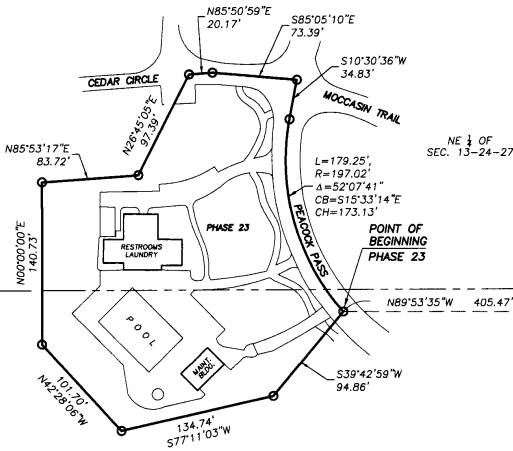 N85°50'59"E
20.17'
S85°05'10"E
73.39'
S10°30'36"W
34.83'
CEDAR CIRCLE
MOCCASIN TRAIL
N26°45'05"E
97.39'
NE ¼ OF
SEC. 13-24-27
N85°53'17"E
83.72'
L=179.25',
R=197.02'
Δ=52°07'41"
CB=S15°33'14"E
CH=173.13'
PEACOCK PASS
PHASE 23
POINT OF
BEGINNING
PHASE 23
N00°00'00"E
140.73'
RESTROOMS
LAUNDRY
N89°53'35"W 405.47'
POOL
MAINT.
BLDG.
S39°42'59"W
94.86'
101.70'
N42°28'06"W
134.74'
S77°11'03"W